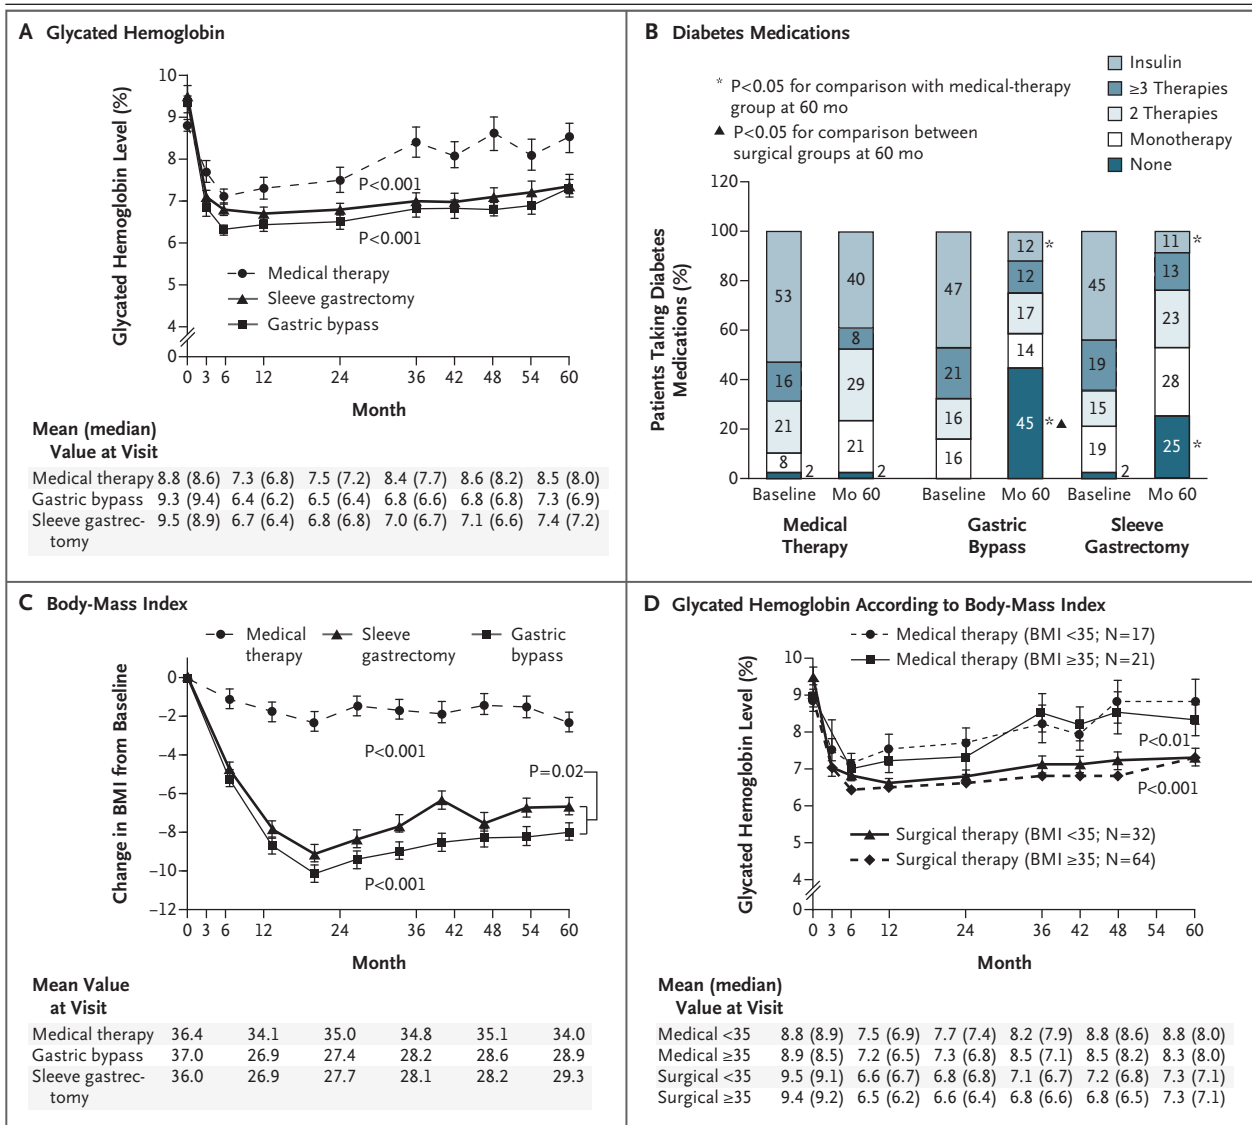 A Glycated Hemoglobin
Glycated Hemoglobin Level (%)
10
9
8
7
6
5
4
0
P<0.001
P<0.001
Medical therapy
Sleeve gastrectomy
Gastric bypass
0 3 6 12 24 36 42 48 54 60
Month
Mean (median)
Value at Visit
Medical therapy 8.8 (8.6) 7.3 (6.8) 7.5 (7.2) 8.4 (7.7) 8.6 (8.2) 8.5 (8.0)
Gastric bypass 9.3 (9.4) 6.4 (6.2) 6.5 (6.4) 6.8 (6.6) 6.8 (6.8) 7.3 (6.9)
Sleeve gastrec- 9.5 (8.9) 6.7 (6.4) 6.8 (6.8) 7.0 (6.7) 7.1 (6.6) 7.4 (7.2)
tomy
B Diabetes Medications
* P<0.05 for comparison with medical-therapy
group at 60 mo
▲ P<0.05 for comparison between
surgical groups at 60 mo
Insulin
≥3 Therapies
2 Therapies
Monotherapy
None
Patients Taking Diabetes
Medications (%)
120
100
80
60
40
20
0
53
16
21
8
2
40
8
29
21
2
47
21
16
16
12 *
12
17
14
45 *▲
45
19
15
19
2
11 *
13
23
28
25 *
Baseline Mo 60 Baseline Mo 60 Baseline Mo 60
Medical
Therapy
Gastric
Bypass
Sleeve
Gastrectomy
C Body-Mass Index
Medical
therapy
Sleeve
gastrectomy
Gastric
bypass
Change in BMI from Baseline
0
−2
−4
−6
−8
−10
−12
P<0.001
P=0.02
P<0.001
0 3 6 12 24 36 42 48 54 60
Month
Mean Value
at Visit
Medical therapy 36.4 34.1 35.0 34.8 35.1 34.0
Gastric bypass 37.0 26.9 27.4 28.2 28.6 28.9
Sleeve gastrec- 36.0 26.9 27.7 28.1 28.2 29.3
tomy
D Glycated Hemoglobin According to Body-Mass Index
Medical therapy (BMI <35; N=17)
Medical therapy (BMI ≥35; N=21)
Glycated Hemoglobin Level (%)
10
9
8
7
6
5
4
0
P<0.01
P<0.001
Surgical therapy (BMI <35; N=32)
Surgical therapy (BMI ≥35; N=64)
0 3 6 12 24 36 42 48 54 60
Month
Mean (median)
Value at Visit
Medical <35 8.8 (8.9) 7.5 (6.9) 7.7 (7.4) 8.2 (7.9) 8.8 (8.6) 8.8 (8.0)
Medical ≥35 8.9 (8.5) 7.2 (6.5) 7.3 (6.8) 8.5 (7.1) 8.5 (8.2) 8.3 (8.0)
Surgical <35 9.5 (9.1) 6.6 (6.7) 6.8 (6.8) 7.1 (6.7) 7.2 (6.8) 7.3 (7.1)
Surgical ≥35 9.4 (9.2) 6.5 (6.2) 6.6 (6.4) 6.8 (6.6) 6.8 (6.5) 7.3 (7.1)